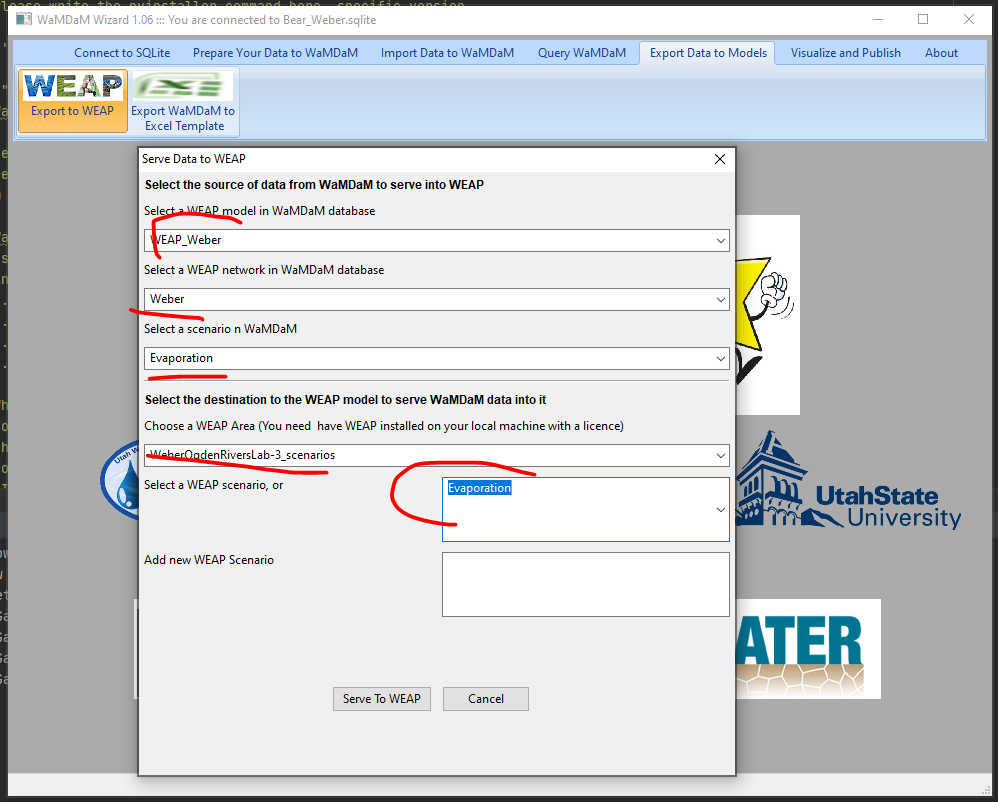 WaMDaM Wizard 1.06 ::: You are connected to Bear_Weber.sqlite
Connect to SQLite Prepare Your Data to WaMDaM Import Data to WaMDaM Query WaMDaM Export Data to Models Visualize and Publish About
WEAP
Export to WEAP
Export WaMDaM to
Excel Template
Serve Data to WEAP
Select the source of data from WaMDaM to serve into WEAP
Select a WEAP model in WaMDaM database
WEAP_Weber
Select a WEAP network in WaMDaM database
Weber
Select a scenario n WaMDaM
Evaporation
Select the destination to the WEAP model to serve WaMDaM data into it
Choose a WEAP Area (You need have WEAP installed on your local machine with a licence)
WeberOgdenRiversLab-3_scenarios
Select a WEAP scenario, or
Evaporation
Add new WEAP Scenario
Serve To WEAP
Cancel
UtahState
University
ATER